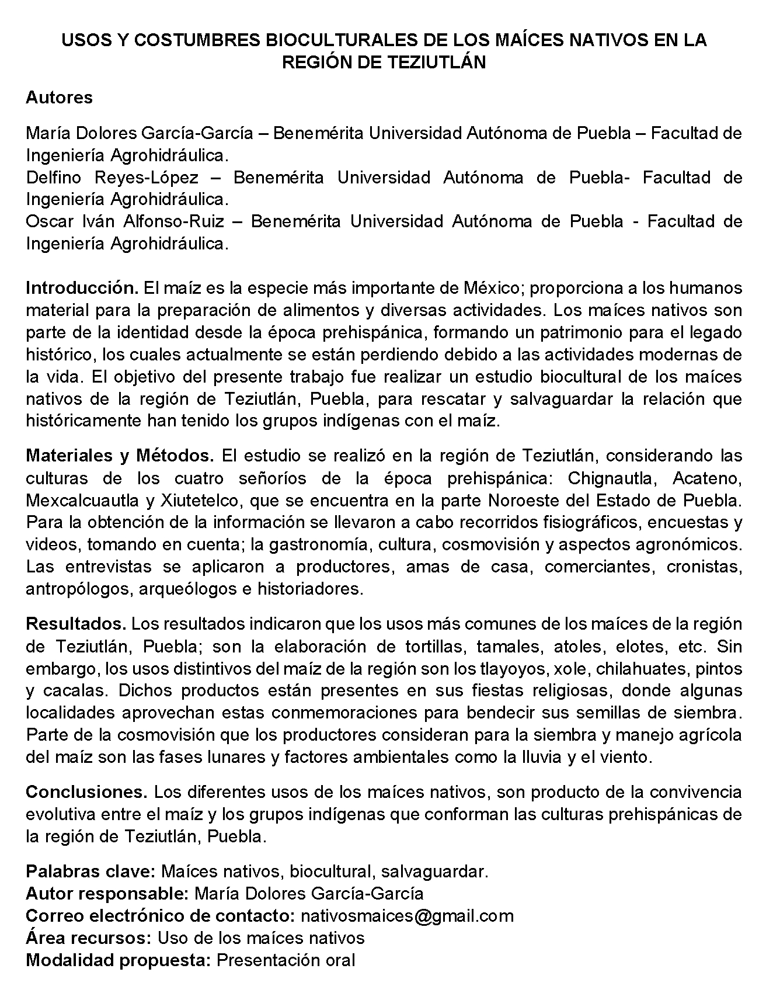 USOS Y COSTUMBRES BIOCULTURALES DE LOS MAÍCES NATIVOS EN LA
REGIÓN DE TEZIUTLÁN
Autores
María Dolores García-García – Benemérita Universidad Autónoma de Puebla – Facultad de
Ingeniería Agrohidráulica.
Delfino Reyes-López – Benemérita Universidad Autónoma de Puebla- Facultad de
Ingeniería Agrohidráulica.
Oscar Iván Alfonso-Ruiz – Benemérita Universidad Autónoma de Puebla - Facultad de
Ingeniería Agrohidráulica.
Introducción. El maíz es la especie más importante de México; proporciona a los humanos
material para la preparación de alimentos y diversas actividades. Los maíces nativos son
parte de la identidad desde la época prehispánica, formando un patrimonio para el legado
histórico, los cuales actualmente se están perdiendo debido a las actividades modernas de
la vida. El objetivo del presente trabajo fue realizar un estudio biocultural de los maíces
nativos de la región de Teziutlán, Puebla, para rescatar y salvaguardar la relación que
históricamente han tenido los grupos indígenas con el maíz.
Materiales y Métodos. El estudio se realizó en la región de Teziutlán, considerando las
culturas de los cuatro señoríos de la época prehispánica: Chignautla, Acateno,
Mexcalcuautla y Xiutetelco, que se encuentra en la parte Noroeste del Estado de Puebla.
Para la obtención de la información se llevaron a cabo recorridos fisiográficos, encuestas y
videos, tomando en cuenta; la gastronomía, cultura, cosmovisión y aspectos agronómicos.
Las entrevistas se aplicaron a productores, amas de casa, comerciantes, cronistas,
antropólogos, arqueólogos e historiadores.
Resultados. Los resultados indicaron que los usos más comunes de los maíces de la región
de Teziutlán, Puebla; son la elaboración de tortillas, tamales, atoles, elotes, etc. Sin
embargo, los usos distintivos del maíz de la región son los tlayoyos, xole, chilahuates, pintos
y cacalas. Dichos productos están presentes en sus fiestas religiosas, donde algunas
localidades aprovechan estas conmemoraciones para bendecir sus semillas de siembra.
Parte de la cosmovisión que los productores consideran para la siembra y manejo agrícola
del maíz son las fases lunares y factores ambientales como la lluvia y el viento.
Conclusiones. Los diferentes usos de los maíces nativos, son producto de la convivencia
evolutiva entre el maíz y los grupos indígenas que conforman las culturas prehispánicas de
la región de Teziutlán, Puebla.
Palabras clave: Maíces nativos, biocultural, salvaguardar.
Autor responsable: María Dolores García-García
Correo electrónico de contacto: nativosmaices@gmail.com
Área recursos: Uso de los maíces nativos
Modalidad propuesta: Presentación oral